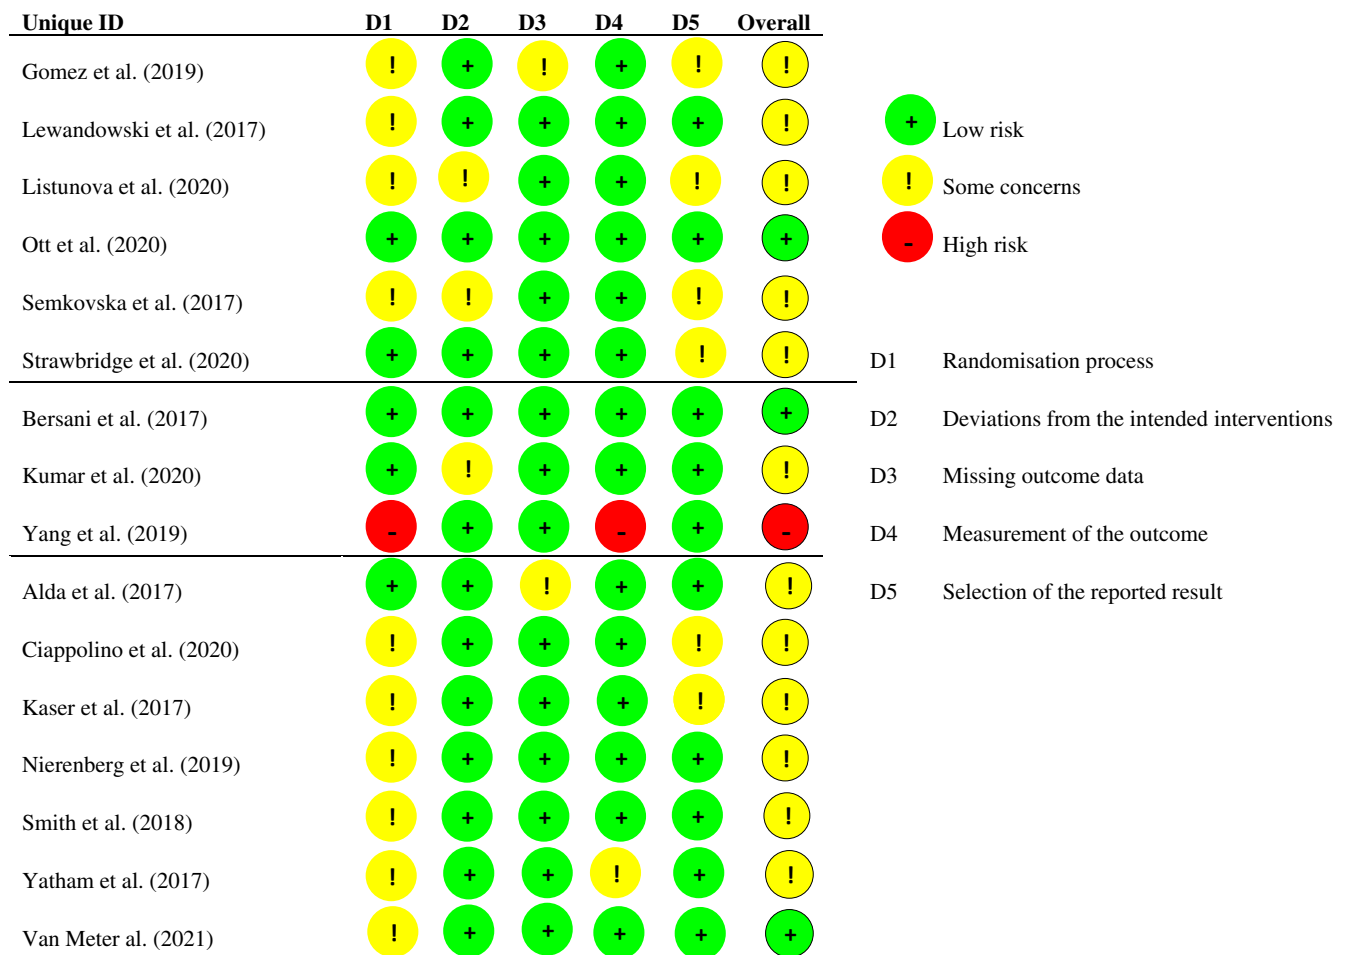 Unique ID D1 D2 D3 D4 D5 Overall
Gomez et al. (2019) ! + ! + ! !
Lewandowski et al. (2017) ! + + + + !
+ Low risk
Listunova et al. (2020) ! ! + + ! !
! Some concerns
Ott et al. (2020) + + + + + +
- High risk
Semkovska et al. (2017) ! ! + + ! !
Strawbridge et al. (2020) + + + + ! !
D1 Randomisation process
Bersani et al. (2017) + + + + + +
D2 Deviations from the intended interventions
Kumar et al. (2020) + ! + + + !
D3 Missing outcome data
Yang et al. (2019) - + + - + -
D4 Measurement of the outcome
Alda et al. (2017) + + ! + + !
D5 Selection of the reported result
Ciappolino et al. (2020) ! + + + ! !
Kaser et al. (2017) ! + + + ! !
Nierenberg et al. (2019) ! + + + + !
Smith et al. (2018) ! + + + + !
Yatham et al. (2017) ! + + ! + !
Van Meter al. (2021) ! + + + + +